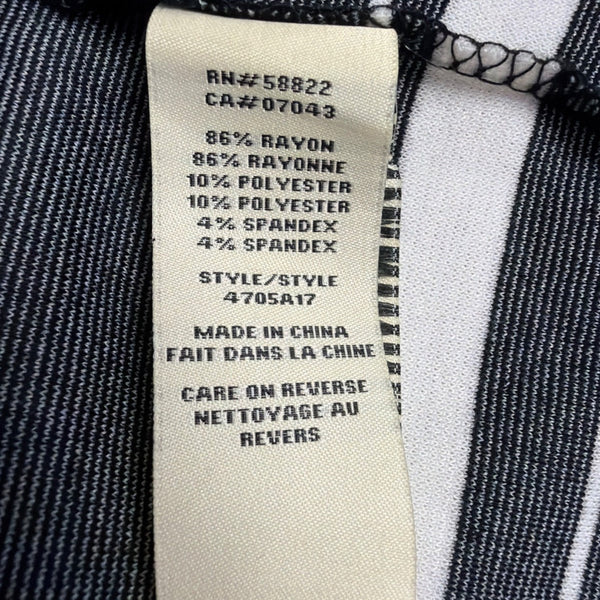 RN#58822
CA#07043
86% RAYON
86% RAYONNE
10% POLYESTER
10% POLYESTER
4% SPANDEX
4% SPANDEX
STYLE/STYLE
4705A17
MADE IN CHINA
FAIT DANS LA CHINE
CARE ON REVERSE
NETTOYAGE AU
REVERS